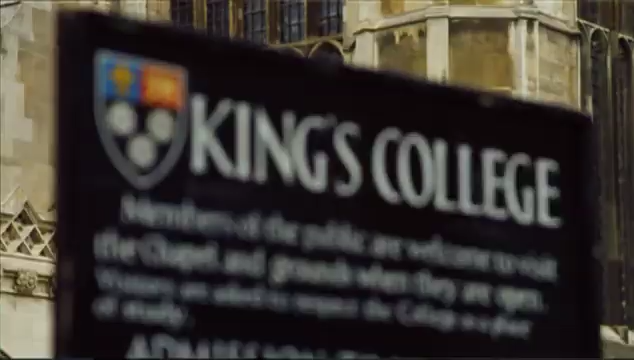 KING'S COLLEGE
Members of the public are welcome to visit
the Chapel and grounds when they are open.
Visitors are asked to respect the College as a place
of study.
ADMISSION